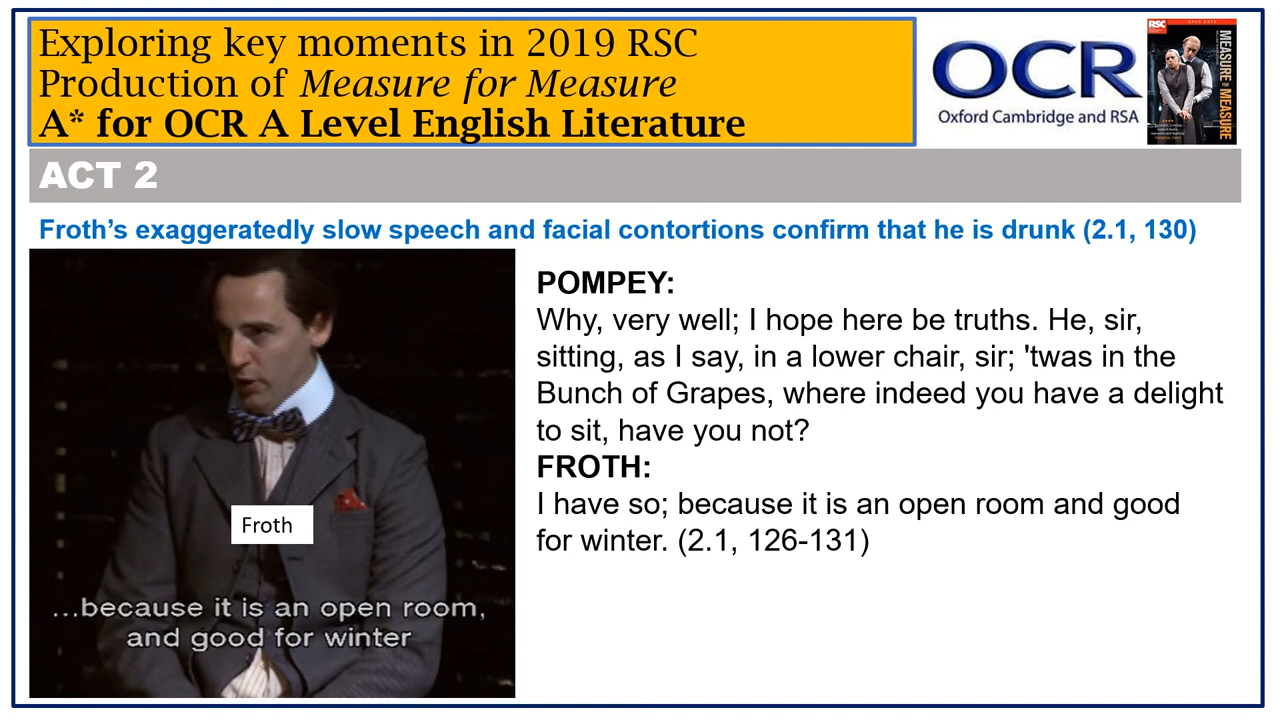 Exploring key moments in 2019 RSC
Production of Measure for Measure
A* for OCR A Level English Literature
OCR
Oxford Cambridge and RSA
RSC
OPUS ARTE
MEASURE FOR MEASURE
ACT 2
Froth’s exaggeratedly slow speech and facial contortions confirm that he is drunk (2.1, 130)
Froth
...because it is an open room,
and good for winter
POMPEY:
Why, very well; I hope here be truths. He, sir,
sitting, as I say, in a lower chair, sir; 'twas in the
Bunch of Grapes, where indeed you have a delight
to sit, have you not?
FROTH:
I have so; because it is an open room and good
for winter. (2.1, 126-131)